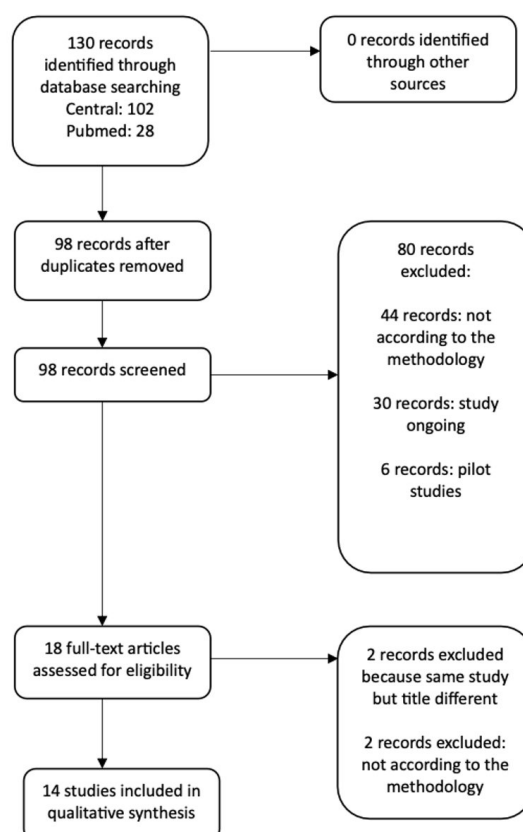 130 records
identified through
database searching
Central: 102
Pubmed: 28
0 records identified
through other
sources
98 records after
duplicates removed
80 records
excluded:
44 records: not
according to the
methodology
30 records: study
ongoing
6 records: pilot
studies
98 records screened
18 full-text articles
assessed for eligibility
2 records excluded
because same study
but title different
2 records excluded:
not according to the
methodology
14 studies included in
qualitative synthesis